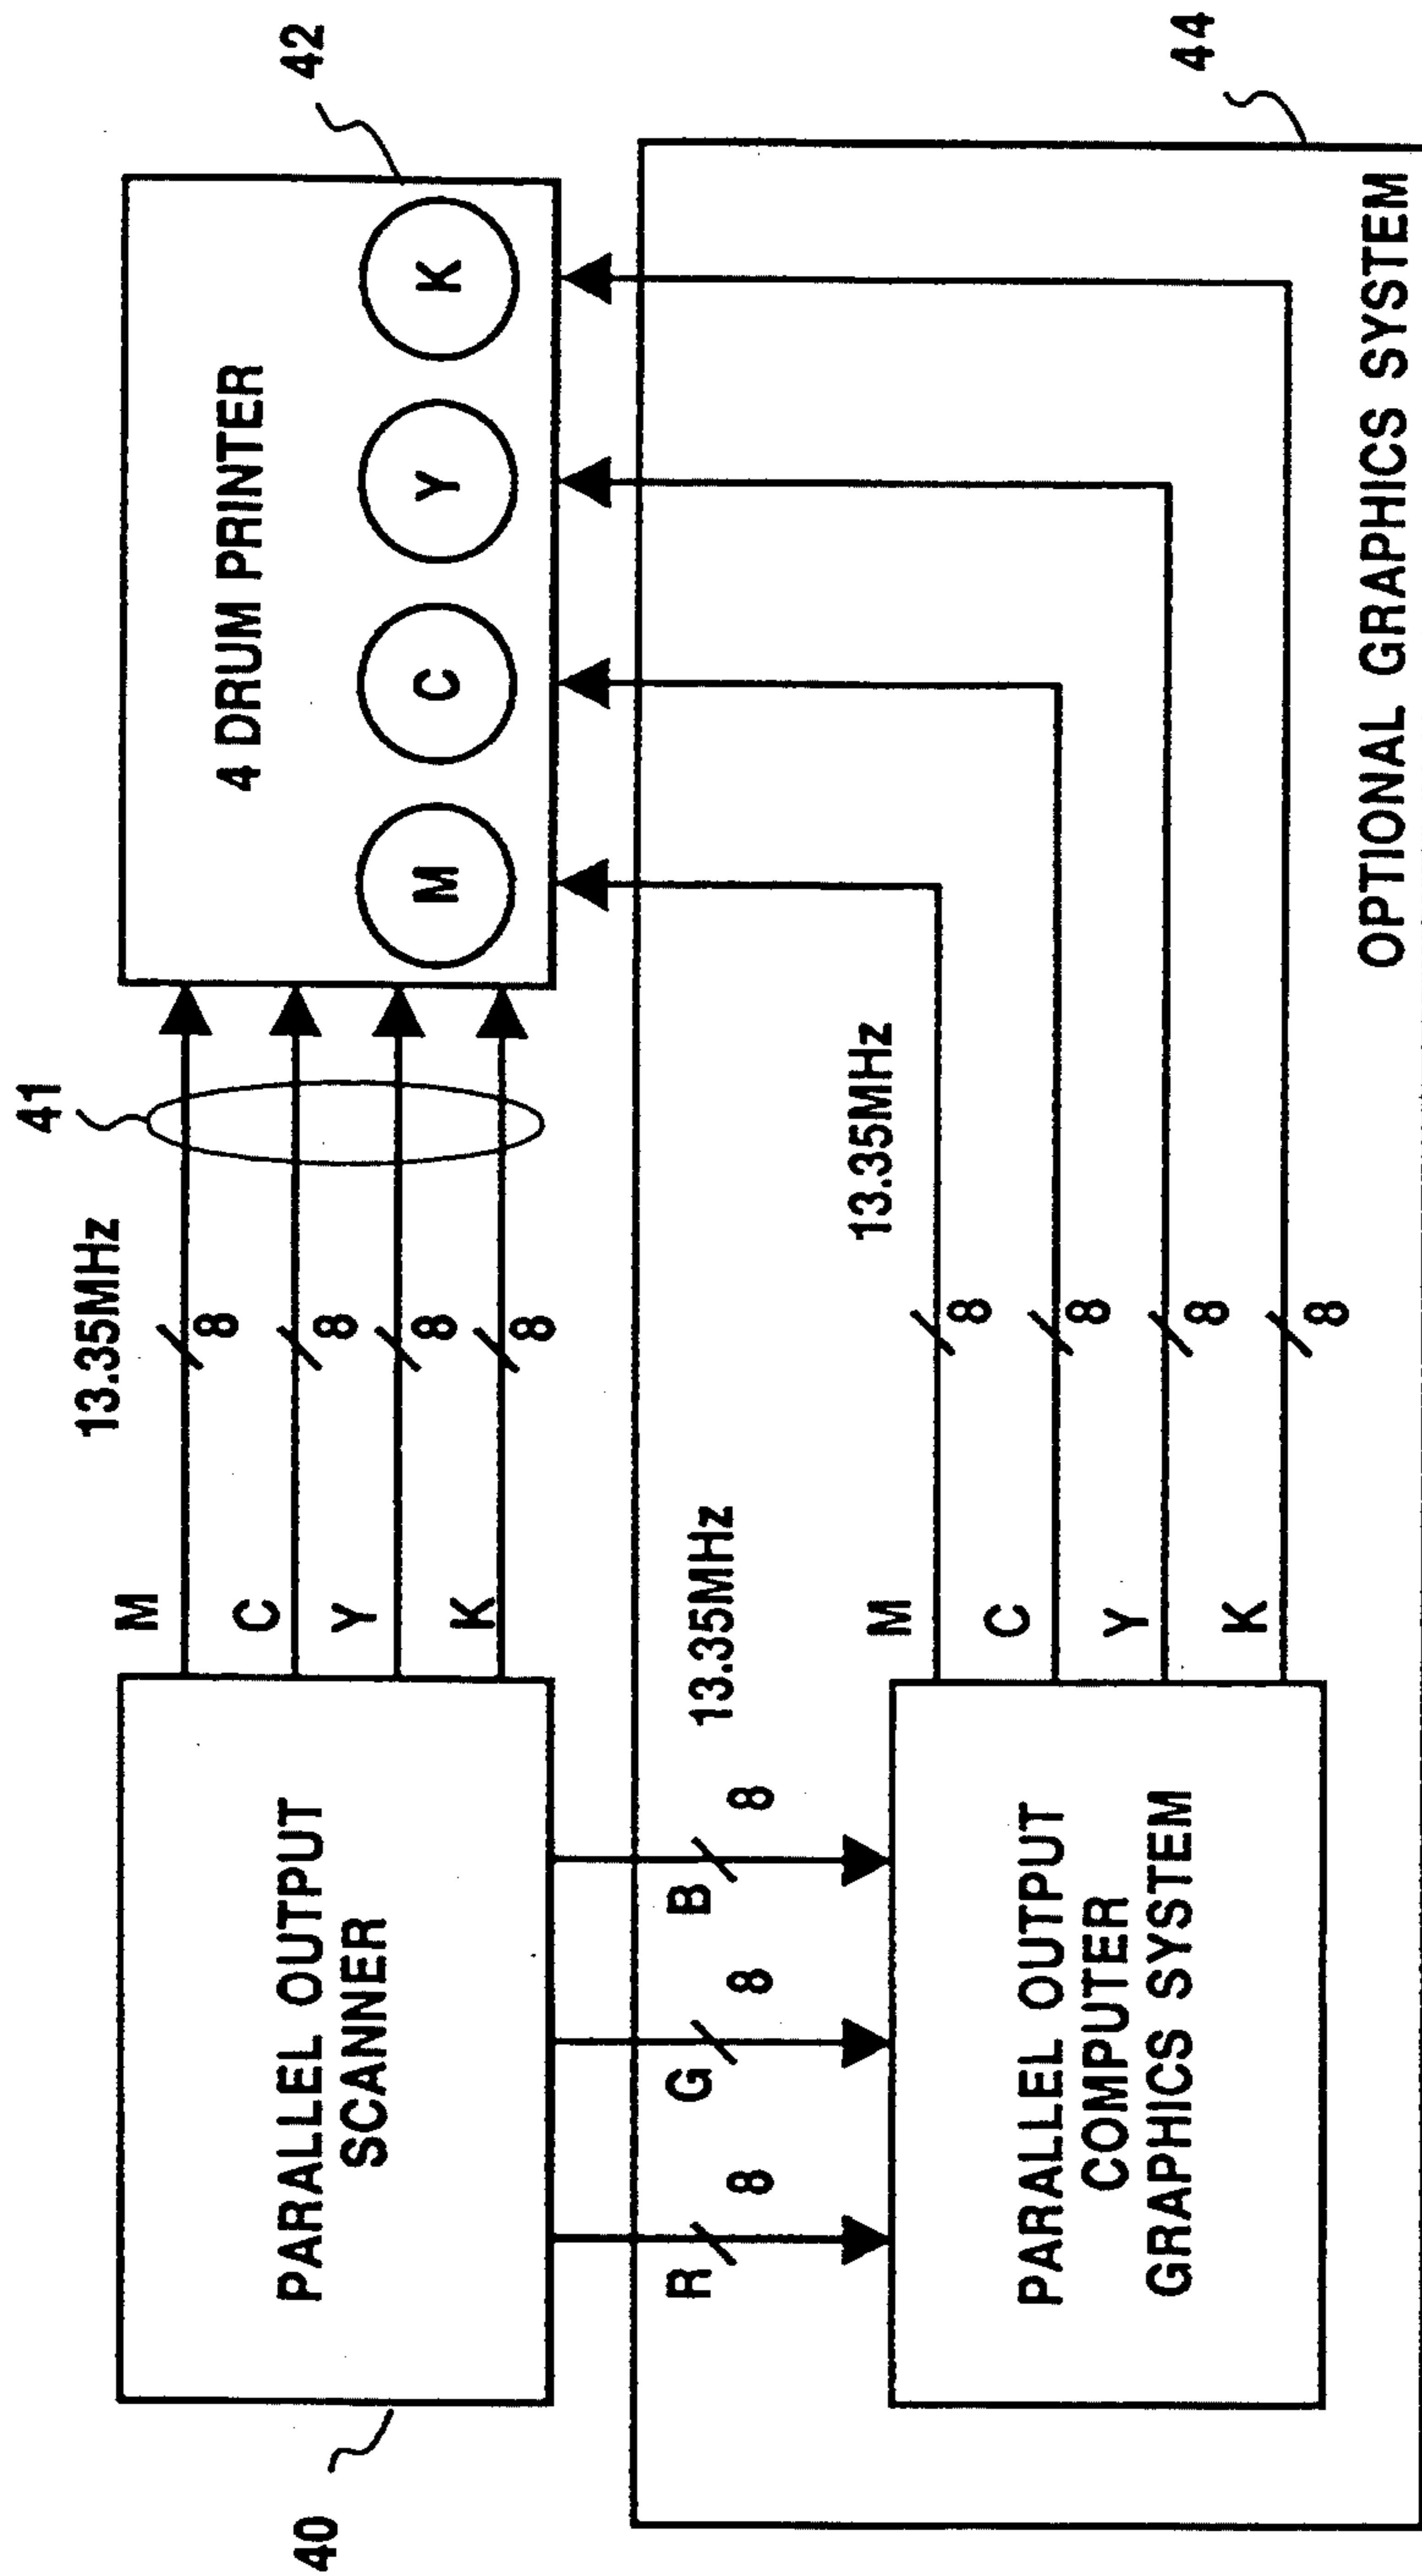 41
42
13.35MHz
M
8
C
8
Y
8
K
8
PARALLEL OUTPUT
SCANNER
4 DRUM PRINTER
M
C
Y
K
40
R
8
G
8
B
8
13.35MHz
13.35MHz
M
8
C
8
Y
8
K
8
PARALLEL OUTPUT
COMPUTER
GRAPHICS SYSTEM
44
OPTIONAL GRAPHICS SYSTEM